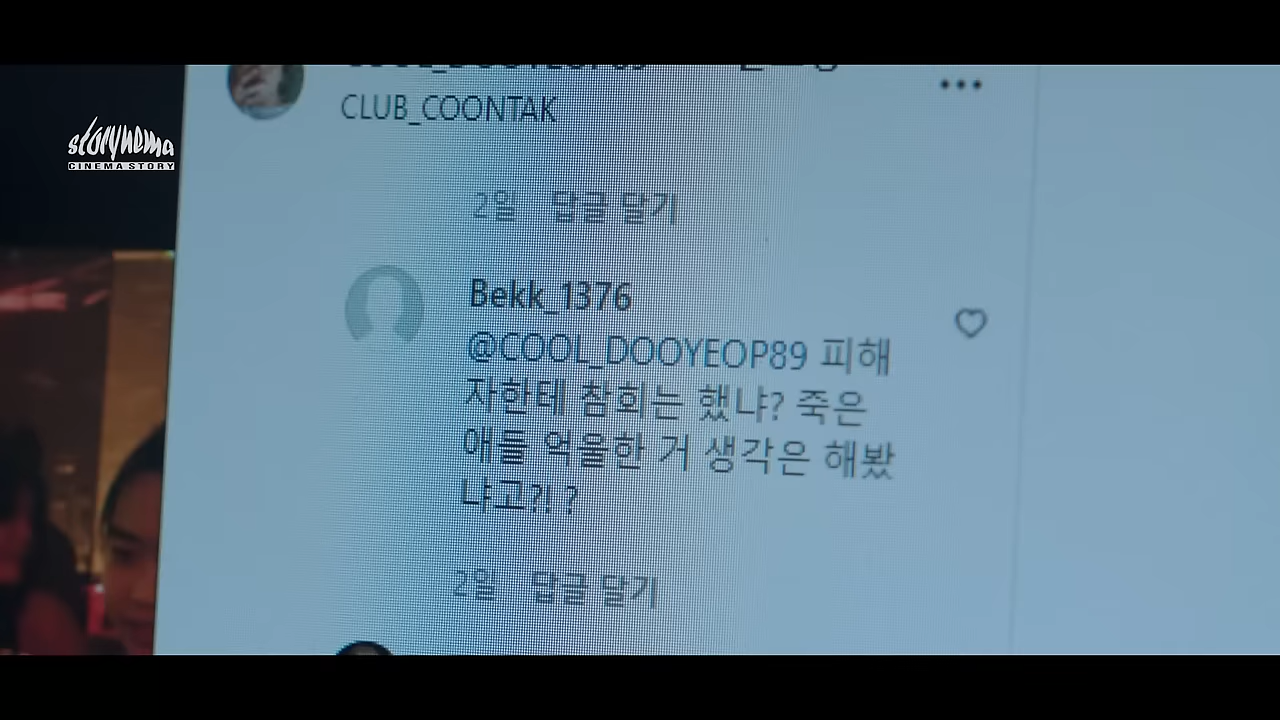 CLUB_COONTAK
storynema
CINEMA STORY
2일 답글 달기
Bekk_1376
@COOL_DOOYEOP89 피해
자한테 참회는 했냐? 죽은
애들 억울한 거 생각은 해봤
냐고?! ?
2일 답글 달기